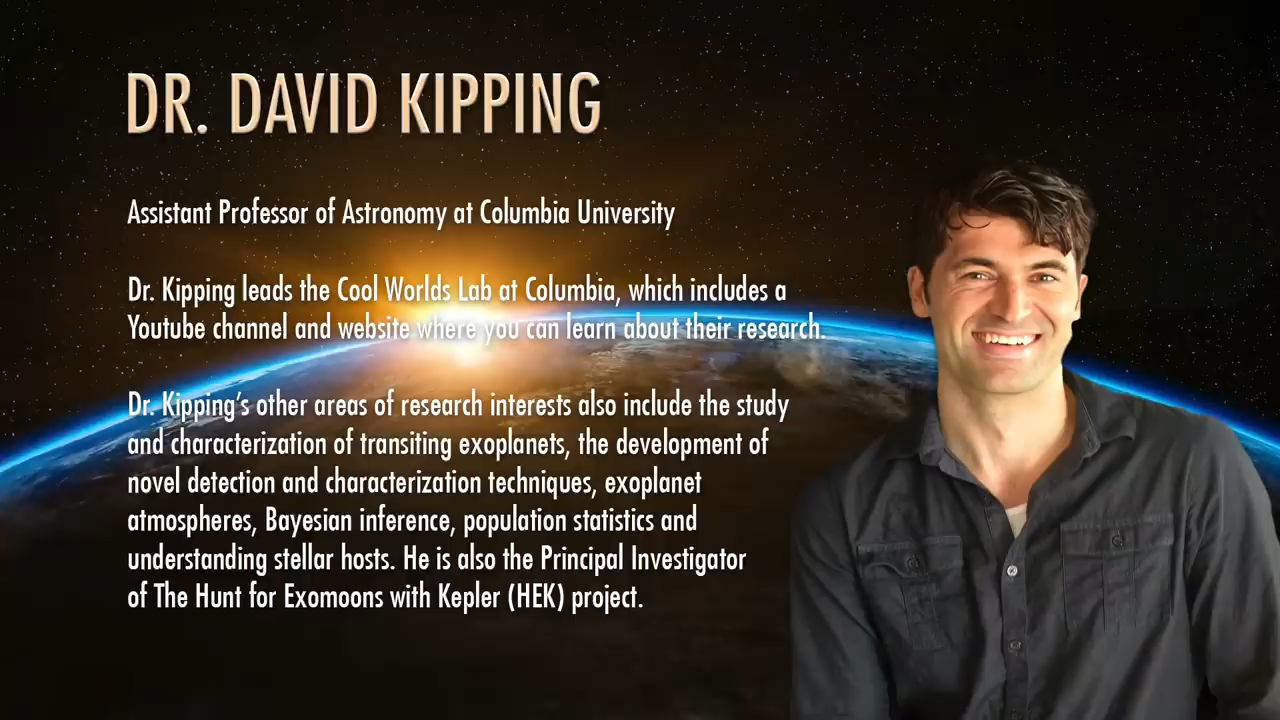 DR. DAVID KIPPING
Assistant Professor of Astronomy at Columbia University
Dr. Kipping leads the Cool Worlds Lab at Columbia, which includes a
Youtube channel and website where you can learn about their research.
Dr. Kipping’s other areas of research interests also include the study
and characterization of transiting exoplanets, the development of
novel detection and characterization techniques, exoplanet
atmospheres, Bayesian inference, population statistics and
understanding stellar hosts. He is also the Principal Investigator
of The Hunt for Exomoons with Kepler (HEK) project.